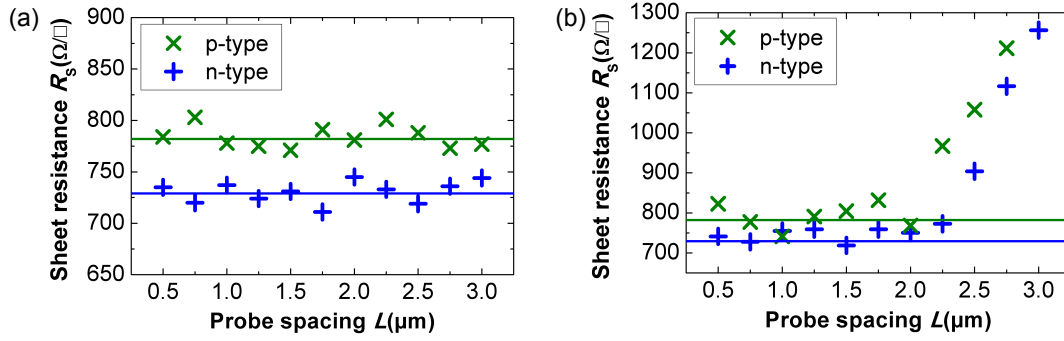 (a)
900
850
800
750
700
650
Sheet resistance Rs(Ω/□)
p-type
n-type
0.5 1.0 1.5 2.0 2.5 3.0
Probe spacing L(μm)
(b)
1300
1200
1100
1000
900
800
700
Sheet resistance Rs(Ω/□)
p-type
n-type
0.5 1.0 1.5 2.0 2.5 3.0
Probe spacing L(μm)